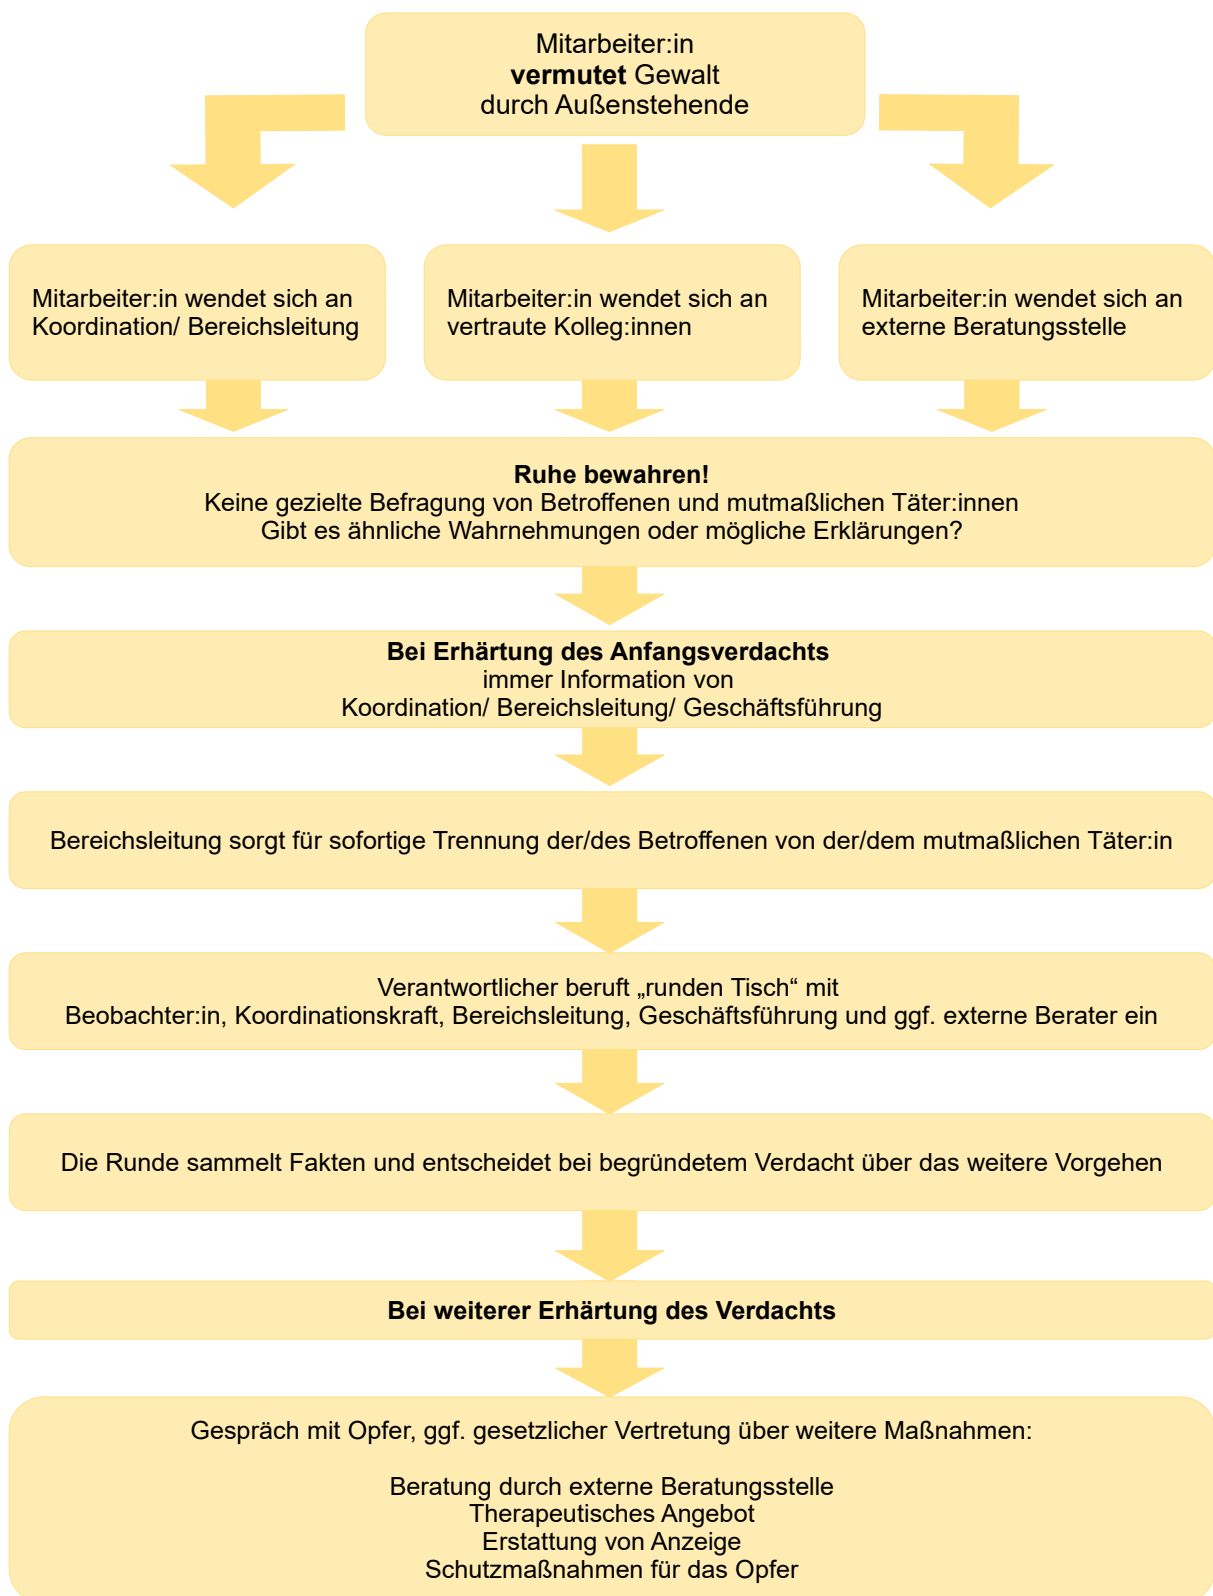 Mitarbeiter:in
vermutet Gewalt
durch Außenstehende
Mitarbeiter:in wendet sich an
Koordination/ Bereichsleitung
Mitarbeiter:in wendet sich an
vertraute Kolleg:innen
Mitarbeiter:in wendet sich an
externe Beratungsstelle
Ruhe bewahren!
Keine gezielte Befragung von Betroffenen und mutmaßlichen Täter:innen
Gibt es ähnliche Wahrnehmungen oder mögliche Erklärungen?
Bei Erhärtung des Anfangsverdachts
immer Information von
Koordination/ Bereichsleitung/ Geschäftsführung
Bereichsleitung sorgt für sofortige Trennung der/des Betroffenen von der/dem mutmaßlichen Täter:in
Verantwortlicher beruft „runden Tisch“ mit
Beobachter:in, Koordinationskraft, Bereichsleitung, Geschäftsführung und ggf. externe Berater ein
Die Runde sammelt Fakten und entscheidet bei begründetem Verdacht über das weitere Vorgehen
Bei weiterer Erhärtung des Verdachts
Gespräch mit Opfer, ggf. gesetzlicher Vertretung über weitere Maßnahmen:
Beratung durch externe Beratungsstelle
Therapeutisches Angebot
Erstattung von Anzeige
Schutzmaßnahmen für das Opfer